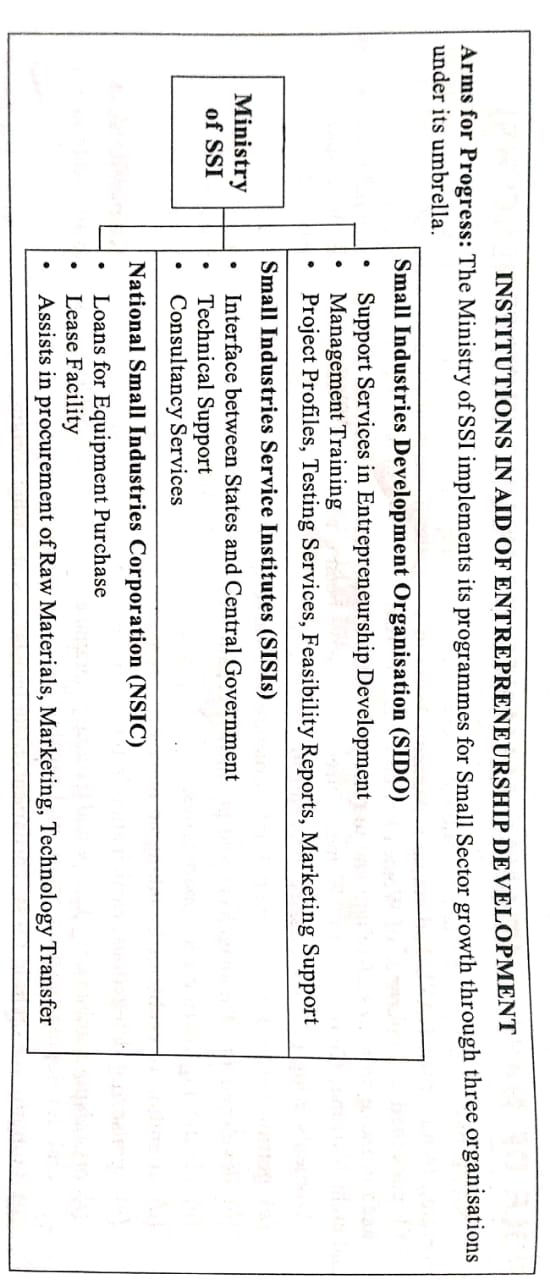 INSTITUTIONS IN AID OF ENTREPRENEURSHIP DEVELOPMENT
Arms for Progress: The Ministry of SSI implements its programmes for Small Sector growth through three organisations
under its umbrella.
Ministry
of SSI
Small Industries Development Organisation (SIDO)
• Support Services in Entrepreneurship Development
• Management Training
• Project Profiles, Testing Services, Feasibility Reports, Marketing Support
Small Industries Service Institutes (SISIs)
• Interface between States and Central Government
• Technical Support
• Consultancy Services
National Small Industries Corporation (NSIC)
• Loans for Equipment Purchase
• Lease Facility
• Assists in procurement of Raw Materials, Marketing, Technology Transfer